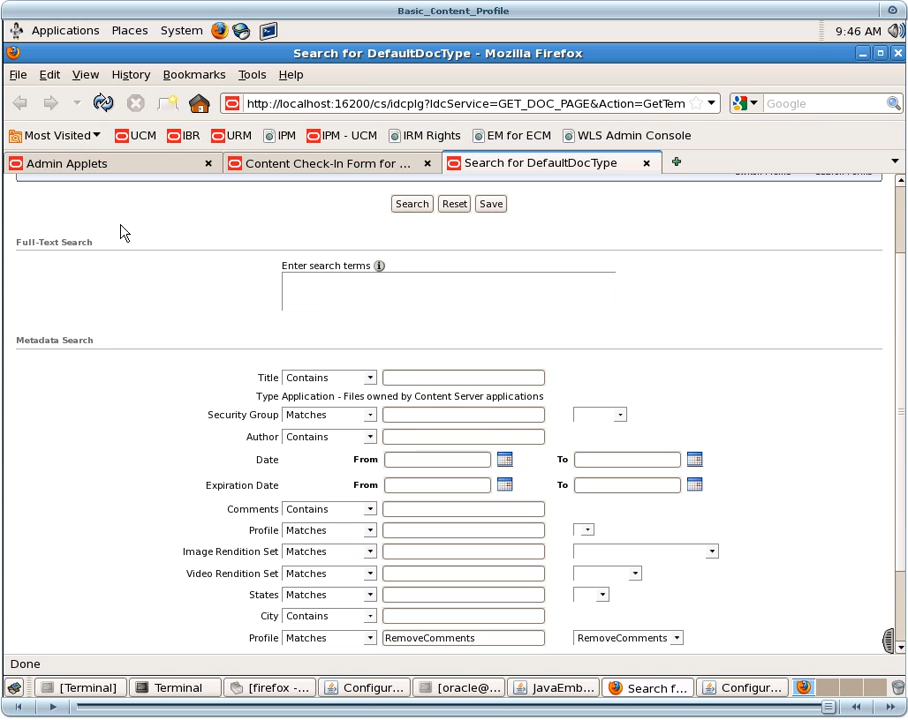 Basic_Content_Profile
Applications Places System 9:46 AM
Search for DefaultDocType - Mozilla Firefox
File Edit View History Bookmarks Tools Help
http://localhost:16200/cs/idcplg?IdcService=GET_DOC_PAGE&Action=GetTem Google
Most Visited UCM IBR URM IPM IPM - UCM IRM Rights EM for ECM WLS Admin Console
Admin Applets Content Check-In Form for ... Search for DefaultDocType
Search Reset Save
Full-Text Search
Enter search terms
Metadata Search
Title Contains
Type Application - Files owned by Content Server applications
Security Group Matches
Author Contains
Date From To
Expiration Date From To
Comments Contains
Profile Matches
Image Rendition Set Matches
Video Rendition Set Matches
States Matches
City Contains
Profile Matches RemoveComments RemoveComments
Done
[Terminal] Terminal [firefox -... Configur... [oracle@... JavaEmb... Search f... Configur...